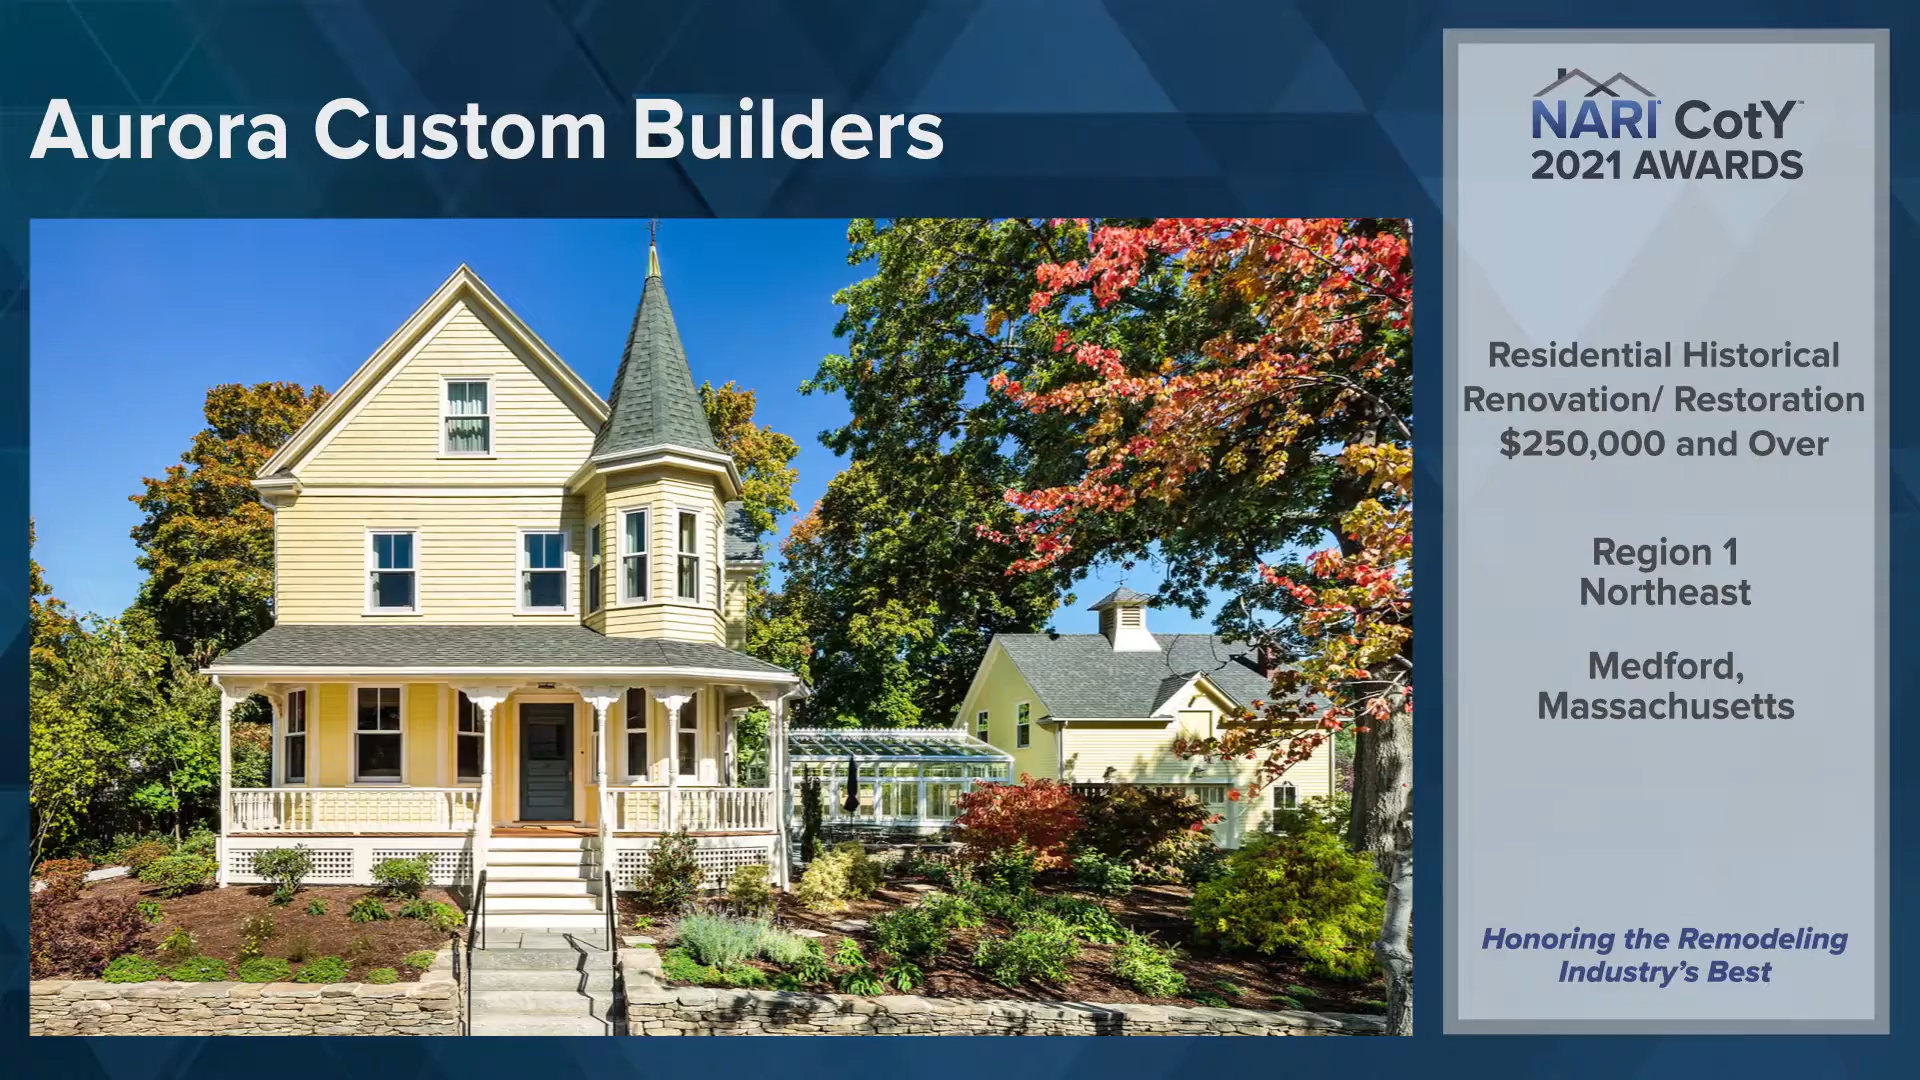 Aurora Custom Builders
NARI CotY™
2021 AWARDS
Residential Historical
Renovation/ Restoration
$250,000 and Over
Region 1
Northeast
Medford,
Massachusetts
Honoring the Remodeling
Industry's Best